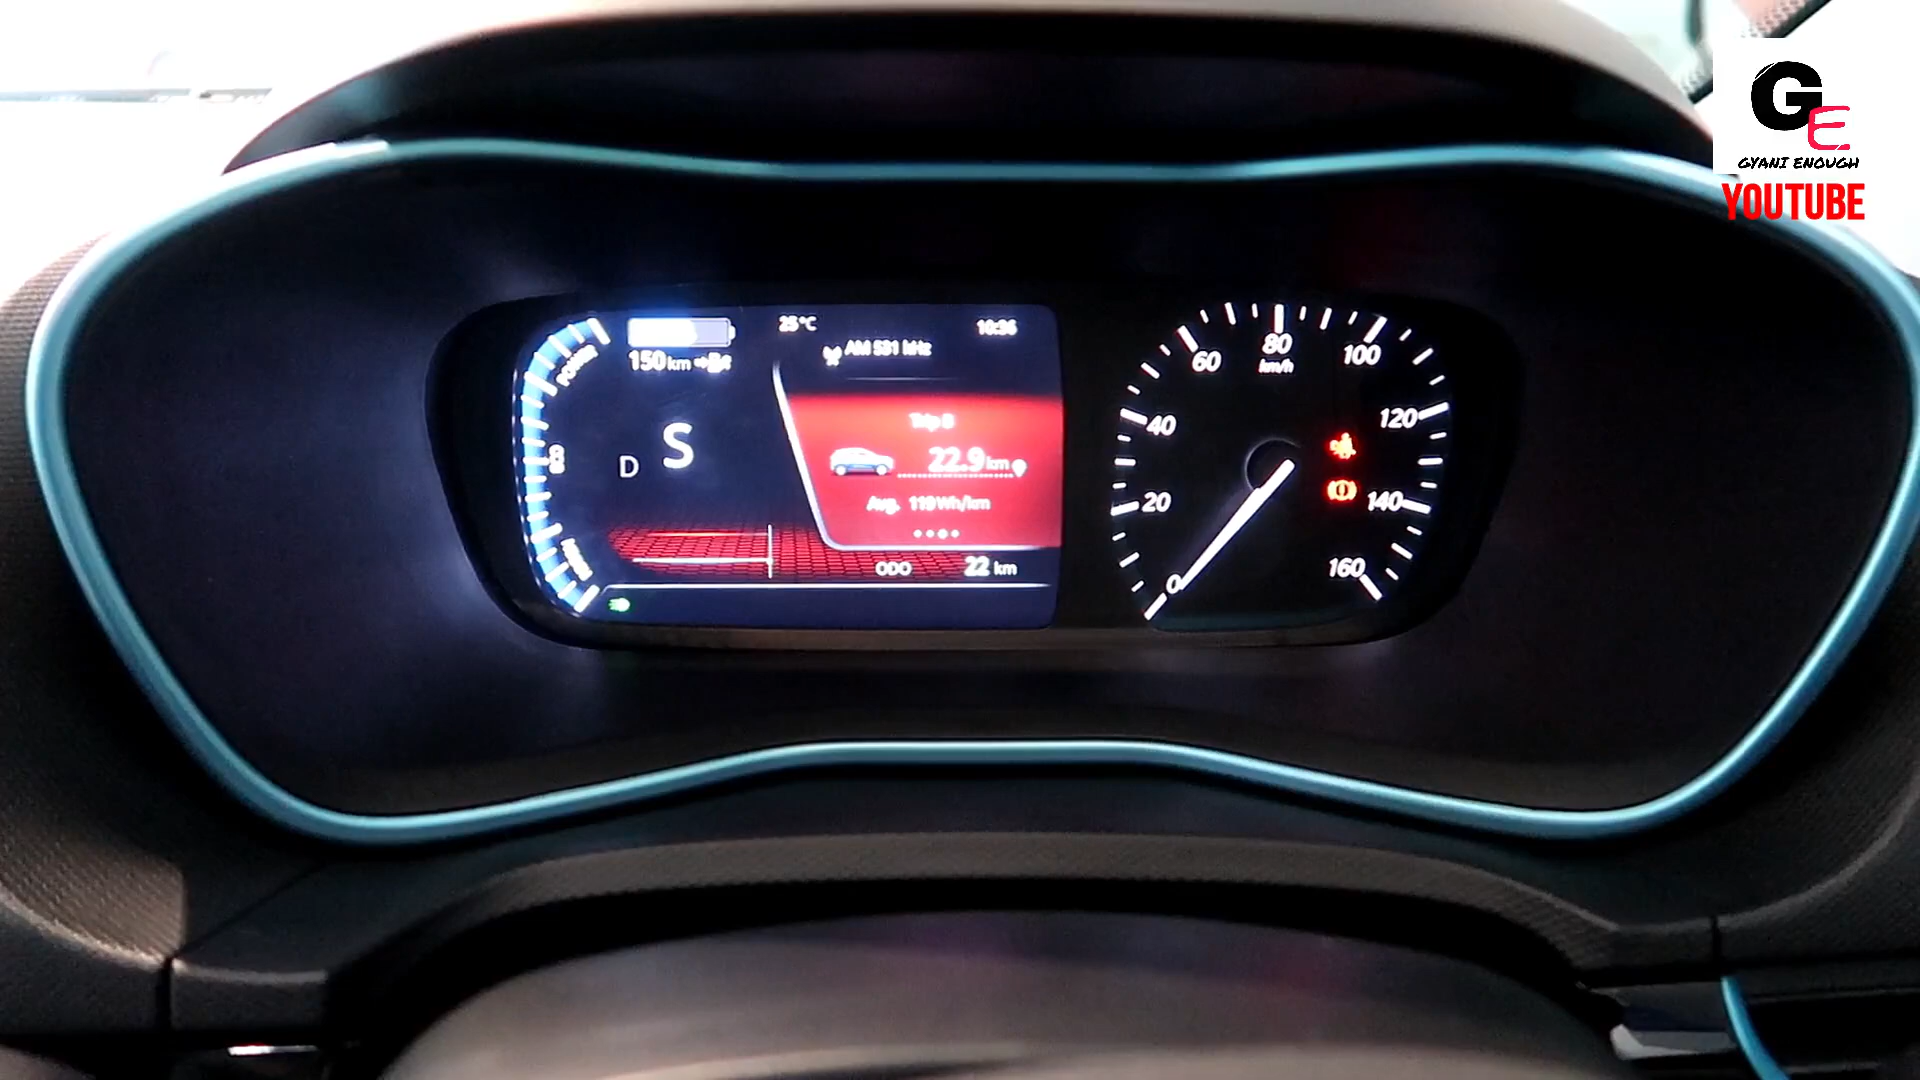 GE
GYANI ENOUGH
YOUTUBE
25°C
10:36
150 km
AM 531 kHz
POWER
D S
Trip B
22.9 km
Avg. 119 Wh/km
ODO 22 km
0
20
40
60
80
km/h
100
120
140
160